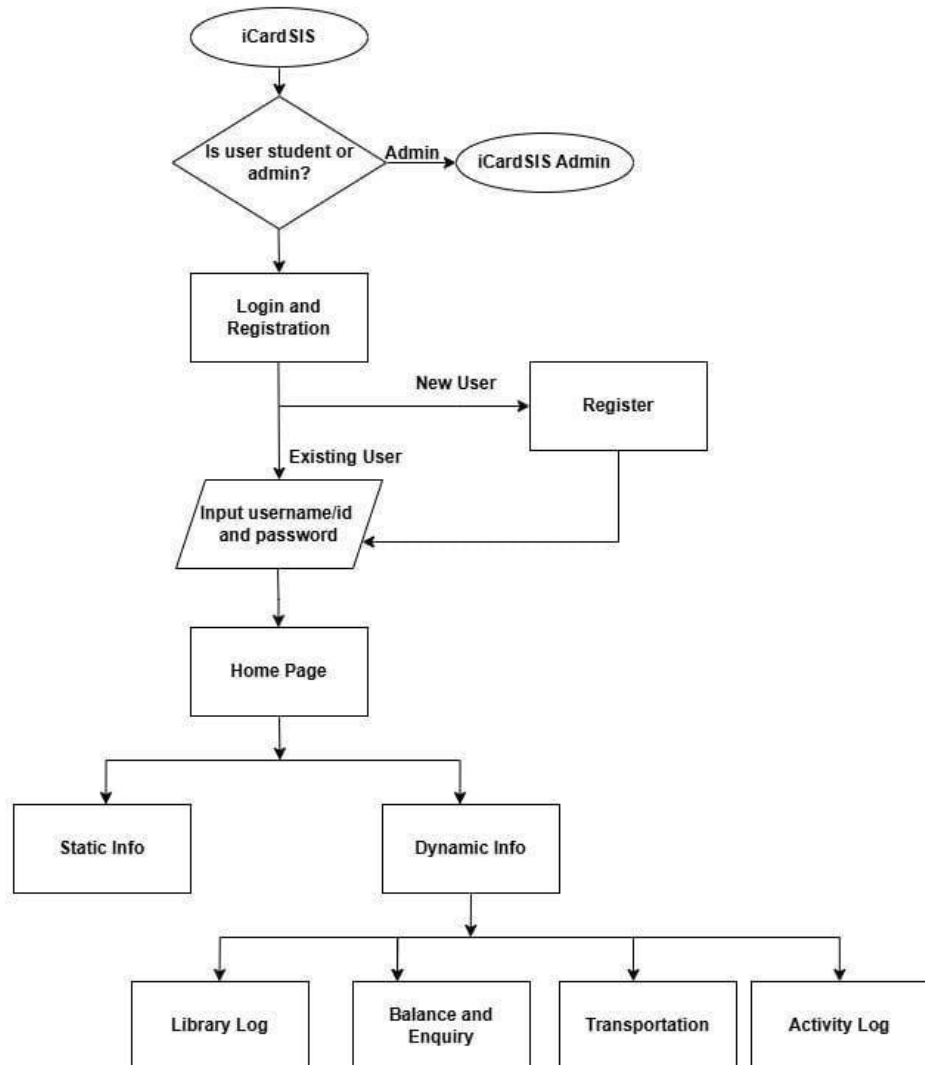 iCardSIS
Is user student or
admin?
Admin
iCardSIS Admin
Login and
Registration
New User
Register
Existing User
Input username/id
and password
Home Page
Static Info
Dynamic Info
Library Log
Balance and
Enquiry
Transportation
Activity Log